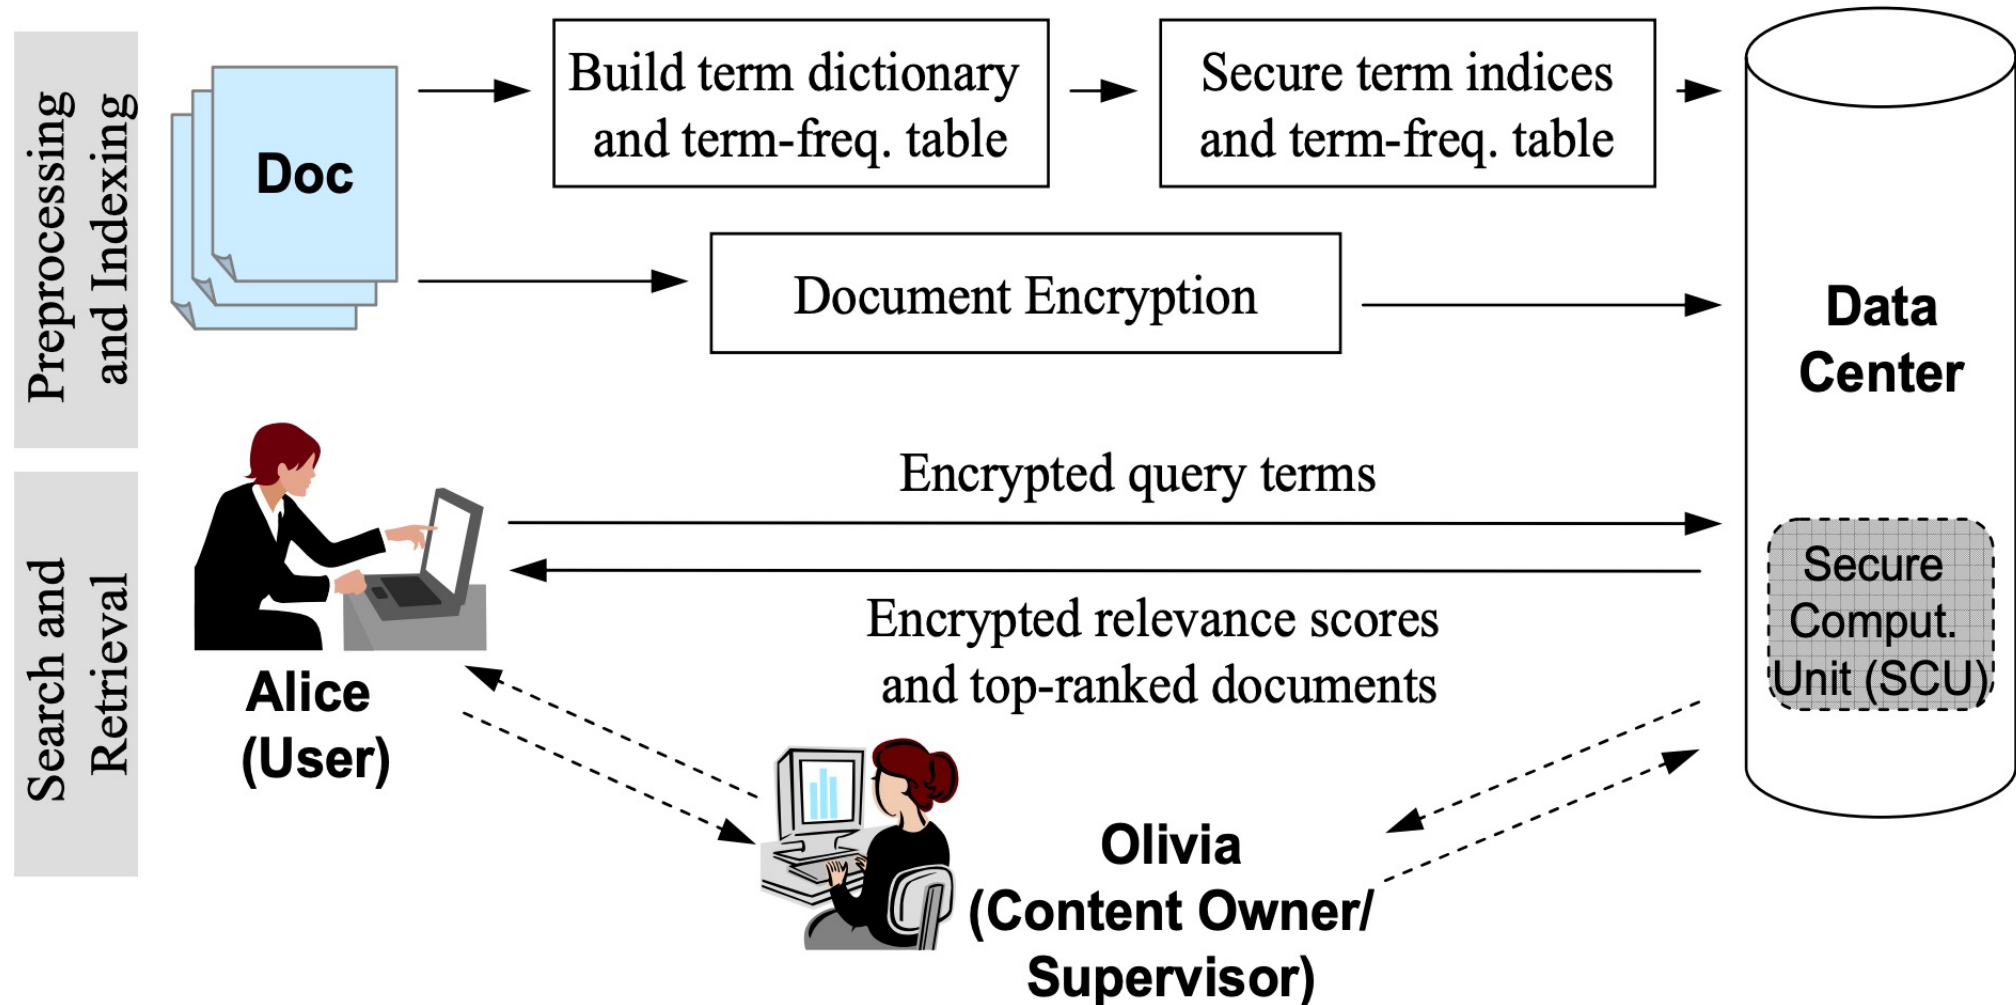 Preprocessing
and Indexing
Doc
Build term dictionary
and term-freq. table
Secure term indices
and term-freq. table
Document Encryption
Data
Center
Search and
Retrieval
Encrypted query terms
Encrypted relevance scores
and top-ranked documents
Secure
Comput.
Unit (SCU)
Alice
(User)
Olivia
(Content Owner/
Supervisor)